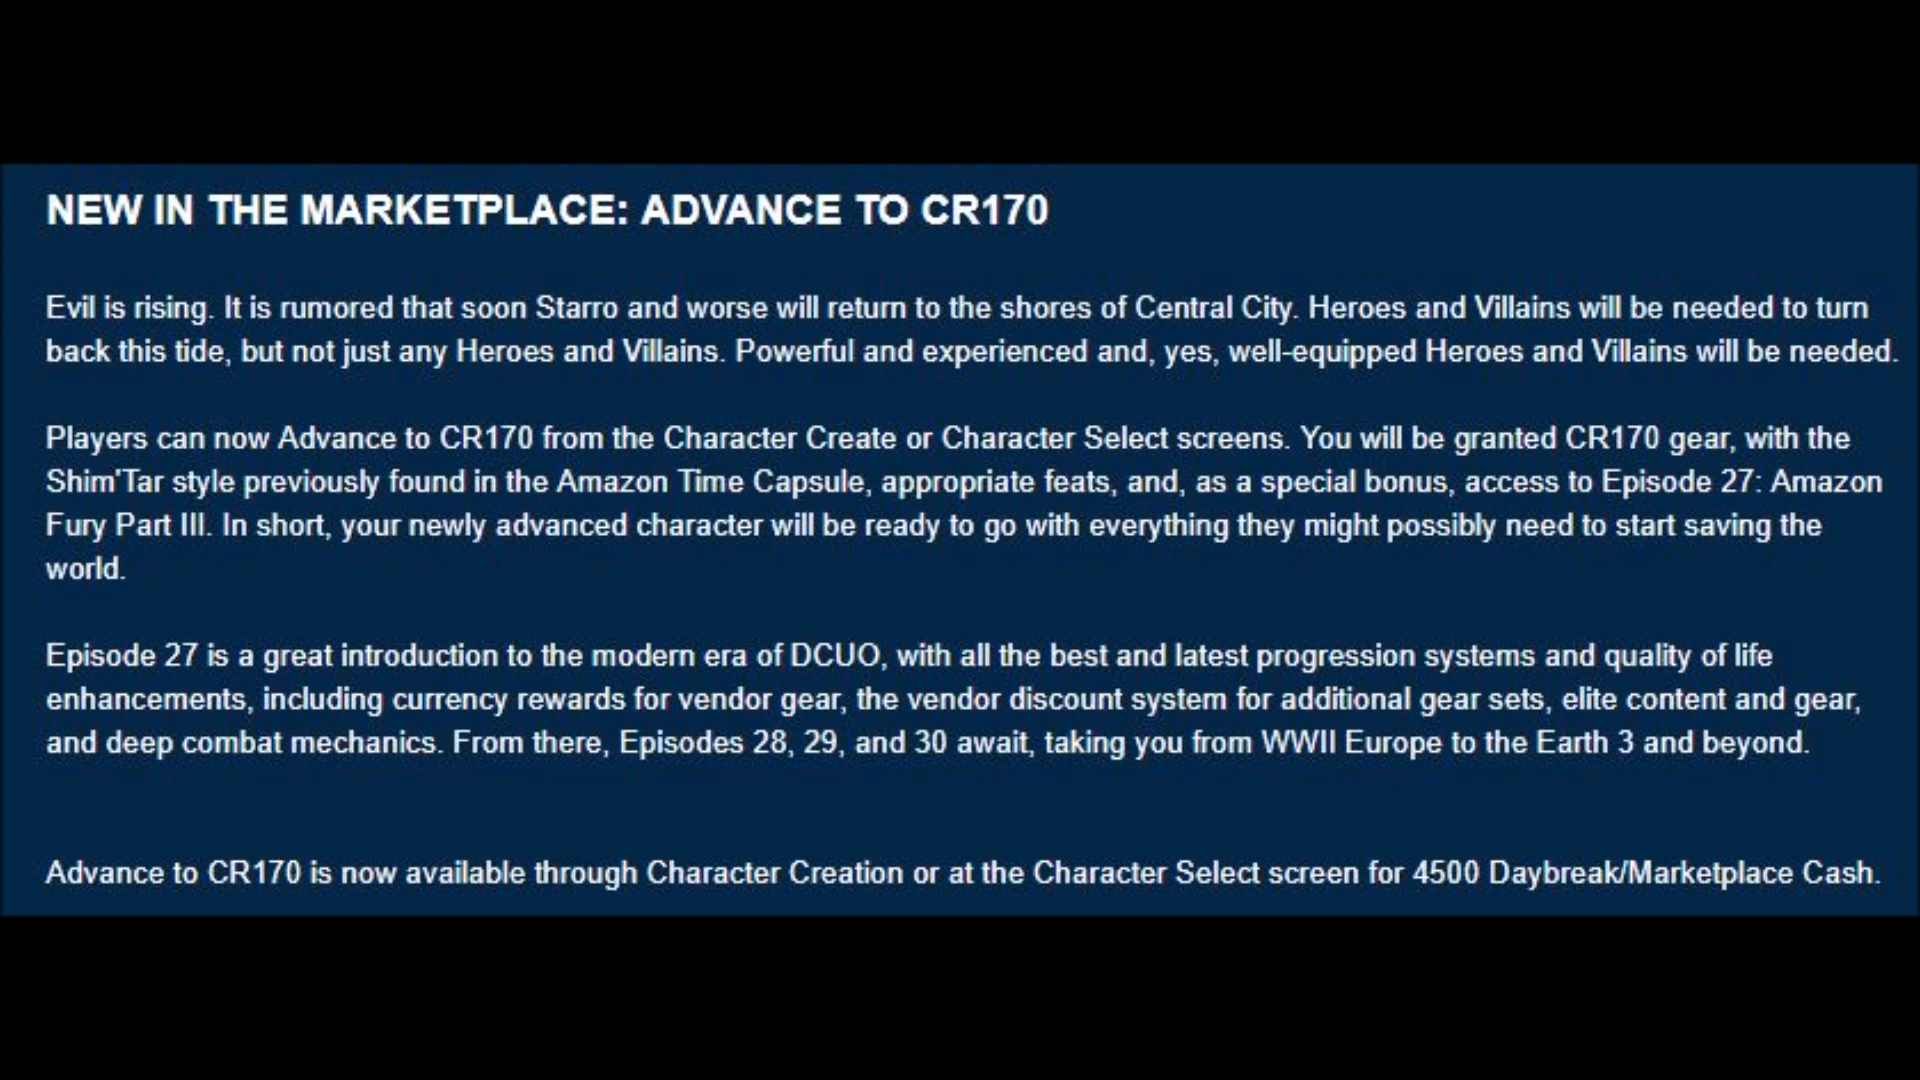 NEW IN THE MARKETPLACE: ADVANCE TO CR170
Evil is rising. It is rumored that soon Starro and worse will return to the shores of Central City. Heroes and Villains will be needed to turn
back this tide, but not just any Heroes and Villains. Powerful and experienced and, yes, well-equipped Heroes and Villains will be needed.
Players can now Advance to CR170 from the Character Create or Character Select screens. You will be granted CR170 gear, with the
Shim'Tar style previously found in the Amazon Time Capsule, appropriate feats, and, as a special bonus, access to Episode 27: Amazon
Fury Part III. In short, your newly advanced character will be ready to go with everything they might possibly need to start saving the
world.
Episode 27 is a great introduction to the modern era of DCUO, with all the best and latest progression systems and quality of life
enhancements, including currency rewards for vendor gear, the vendor discount system for additional gear sets, elite content and gear,
and deep combat mechanics. From there, Episodes 28, 29, and 30 await, taking you from WWII Europe to the Earth 3 and beyond.
Advance to CR170 is now available through Character Creation or at the Character Select screen for 4500 Daybreak/Marketplace Cash.